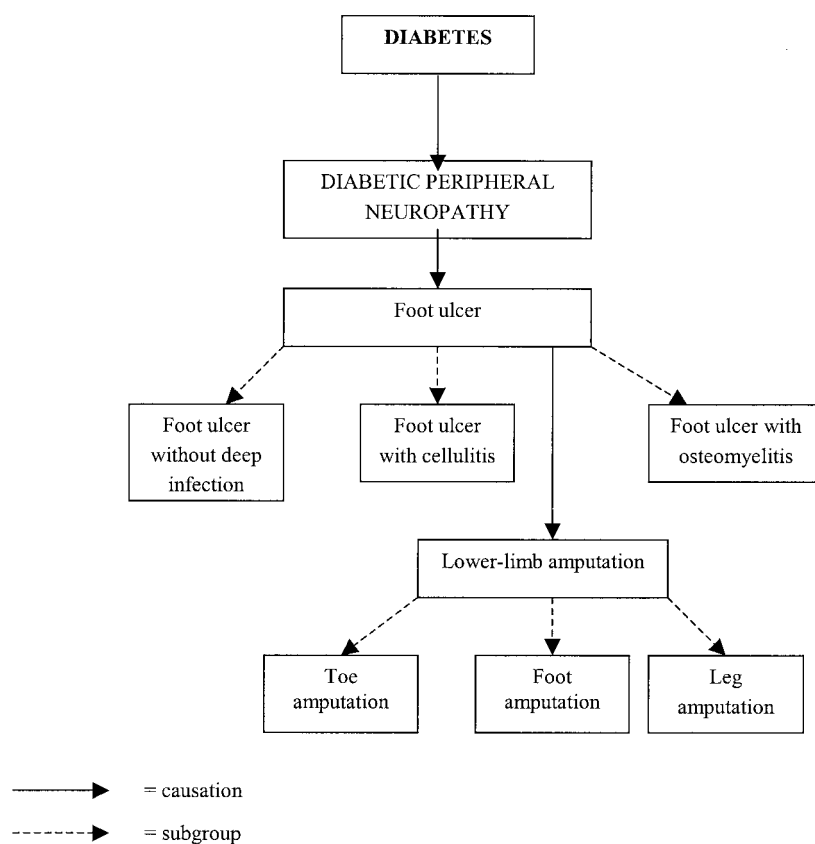 DIABETES
DIABETIC PERIPHERAL
NEUROPATHY
Foot ulcer
Foot ulcer
without deep
infection
Foot ulcer
with cellulitis
Foot ulcer with
osteomyelitis
Lower-limb amputation
Toe
amputation
Foot
amputation
Leg
amputation
= causation
= subgroup